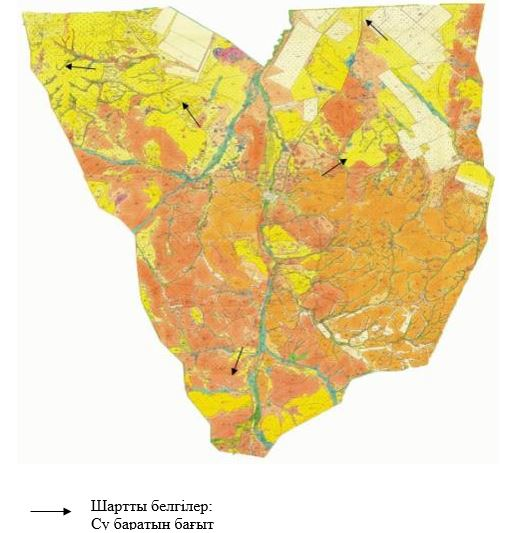 Шартты белгілер:
Су баратын бағыт